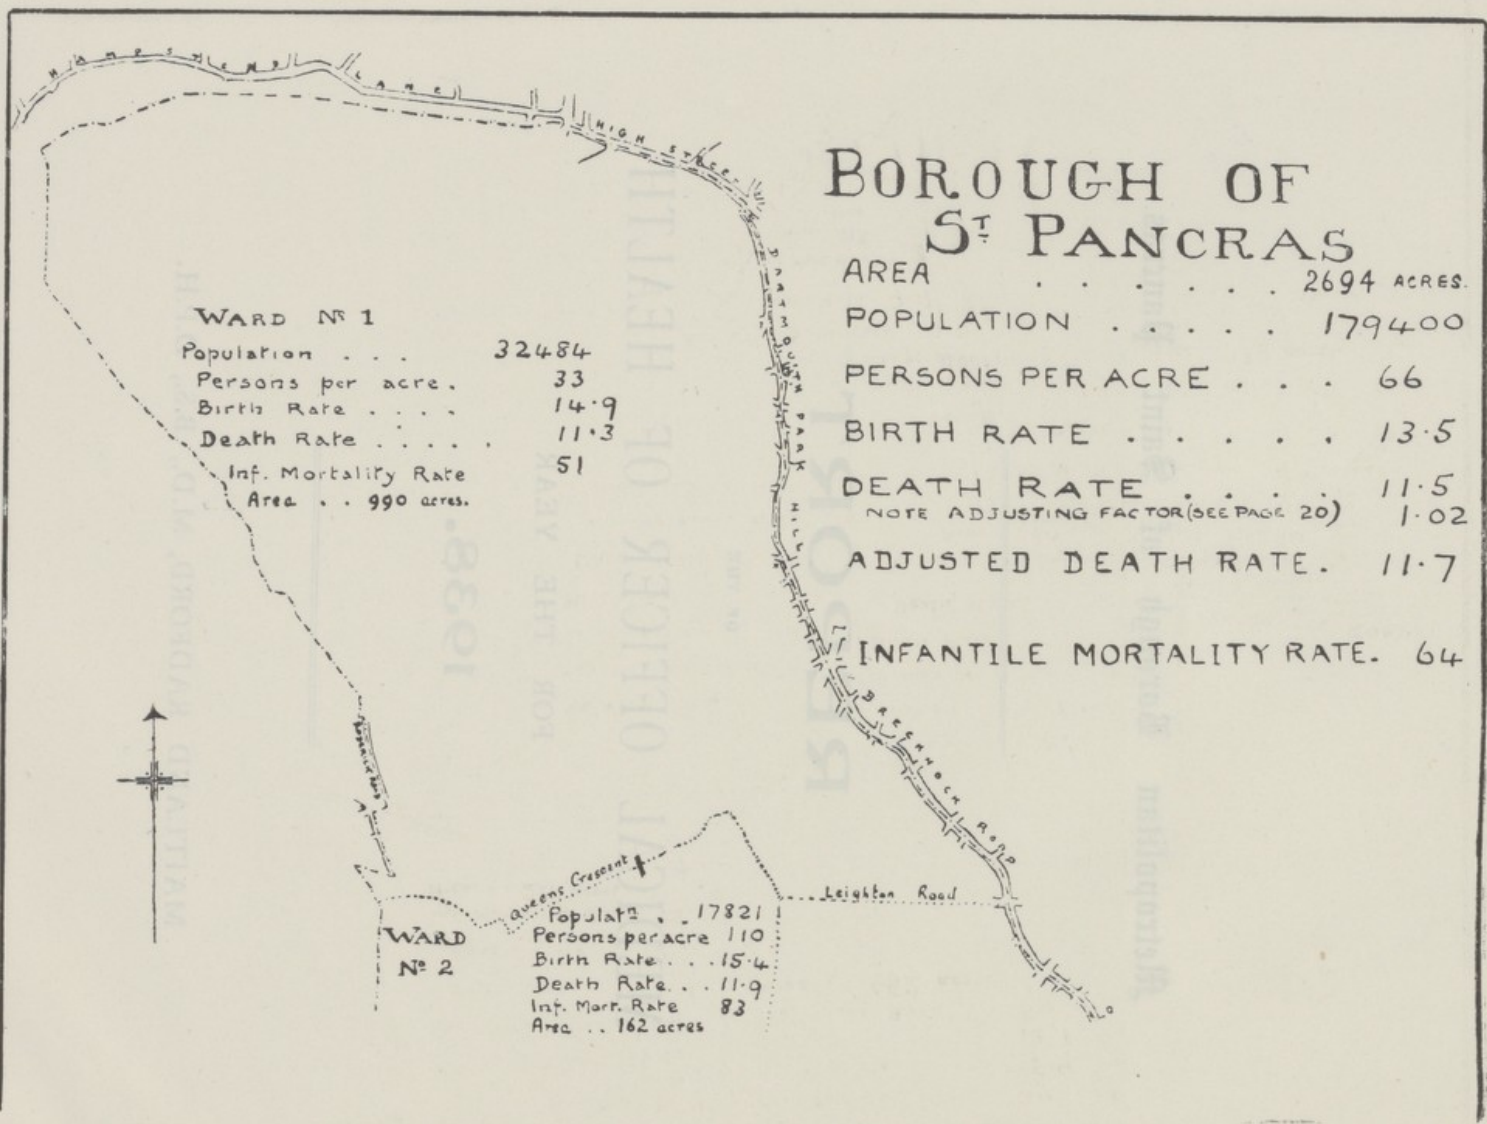 HAMPSTEAD LANE
HIGH STREET
BOROUGH OF
ST PANCRAS
AREA . . . . . . 2694 ACRES.
POPULATION . . . . . 179400
PERSONS PER ACRE . . . 66
BIRTH RATE . . . . . 13.5
DEATH RATE . . . . 11.5
NOTE ADJUSTING FACTOR (SEE PAGE 20) 1.02
ADJUSTED DEATH RATE. 11.7
INFANTILE MORTALITY RATE. 64
DARTMOUTH PARK HILL
WARD No 1
Population . . . 32484
Persons per acre. 33
Birth Rate . . . . 14.9
Death Rate . . . . . 11.3
Inf. Mortality Rate 51
Area . . 990 acres.
BRECKNOCK ROAD
Queens Crescent
Leighton Road
WARD
No 2
Populatn . . 17821
Persons per acre 110
Birth Rate . . . 15.4
Death Rate . . . 11.9
Inf. Mort. Rate 83
Area . . 162 acres